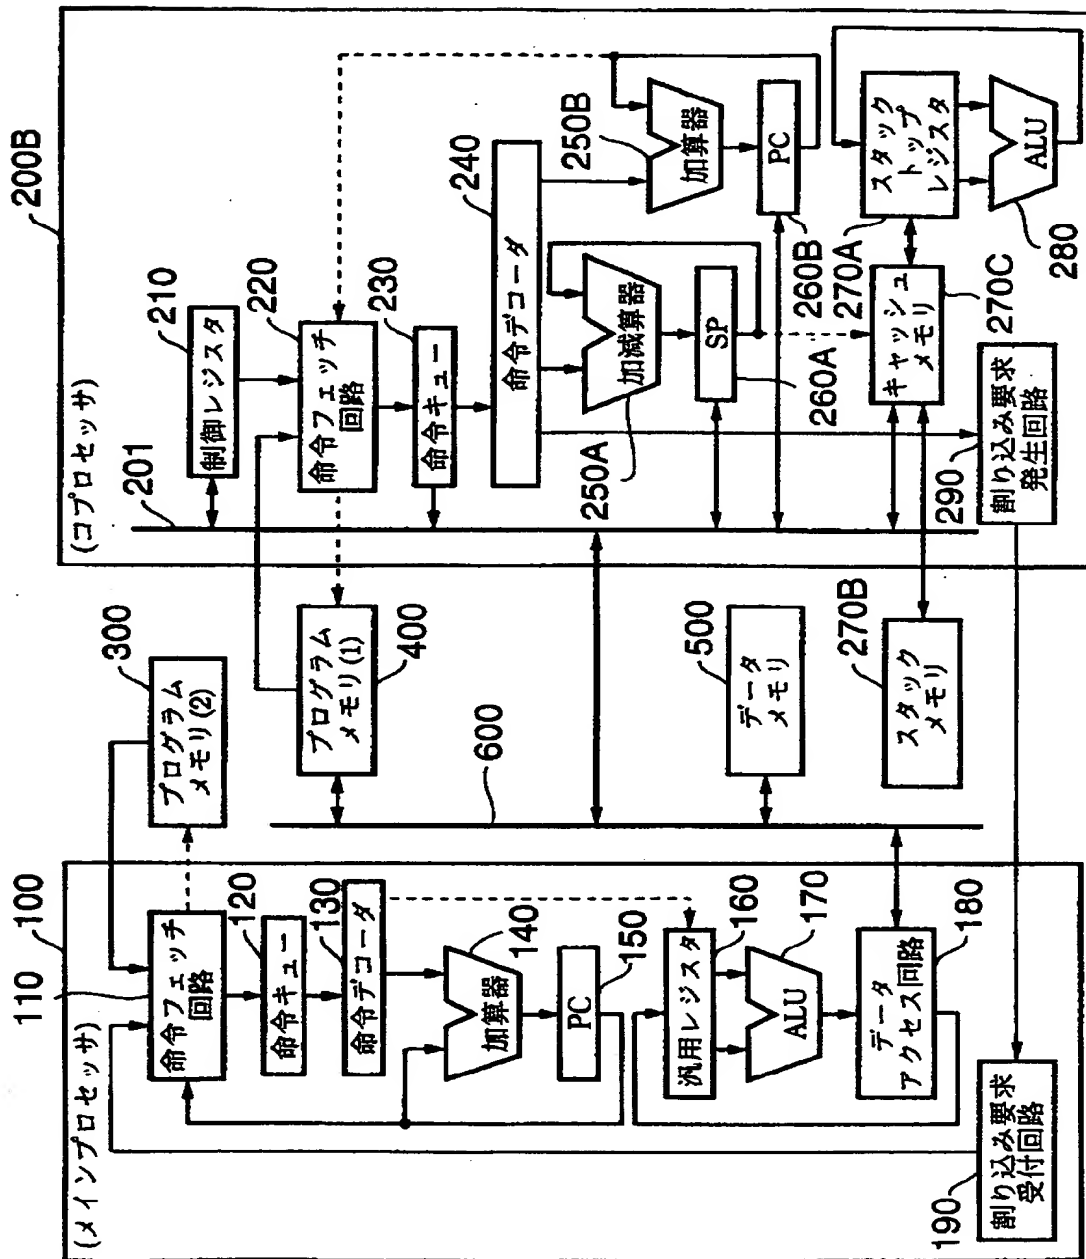 200B
(コプロセッサ)
201
210
制御レジスタ
220
命令フェッチ
回路
230
命令キュー
240
命令デコーダ
250A
加減算器
250B
加算器
SP
260A
PC
260B
270A
スタック
トップ
レジスタ
キャッシュ
メモリ
270C
ALU
280
290
割り込み要求
発生回路
300
プログラム
メモリ(2)
プログラム
メモリ(1)
400
600
500
データ
メモリ
270B
スタック
メモリ
100
110
(メインプロセッサ)
命令フェッチ
回路
120
命令キュー
130
命令デコーダ
140
加算器
150
PC
160
汎用レジスタ
170
ALU
180
データ
アクセス回路
190
割り込み要求
受付回路